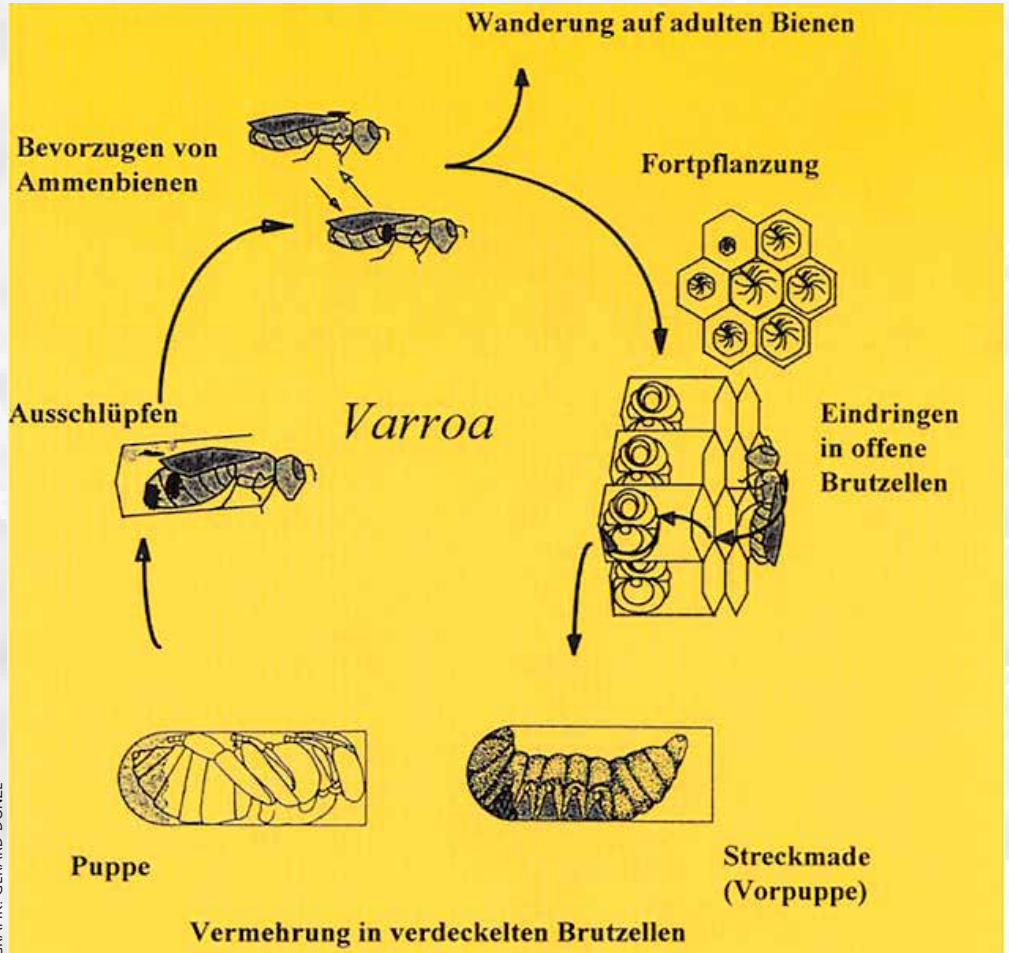 Wanderung auf adulten Bienen
Bevorzugen von
Ammenbienen
Fortpflanzung
Ausschlüpfen
Varroa
Eindringen
in offene
Brutzellen
Puppe
Streckmade
(Vorpuppe)
Vermehrung in verdeckelten Brutzellen